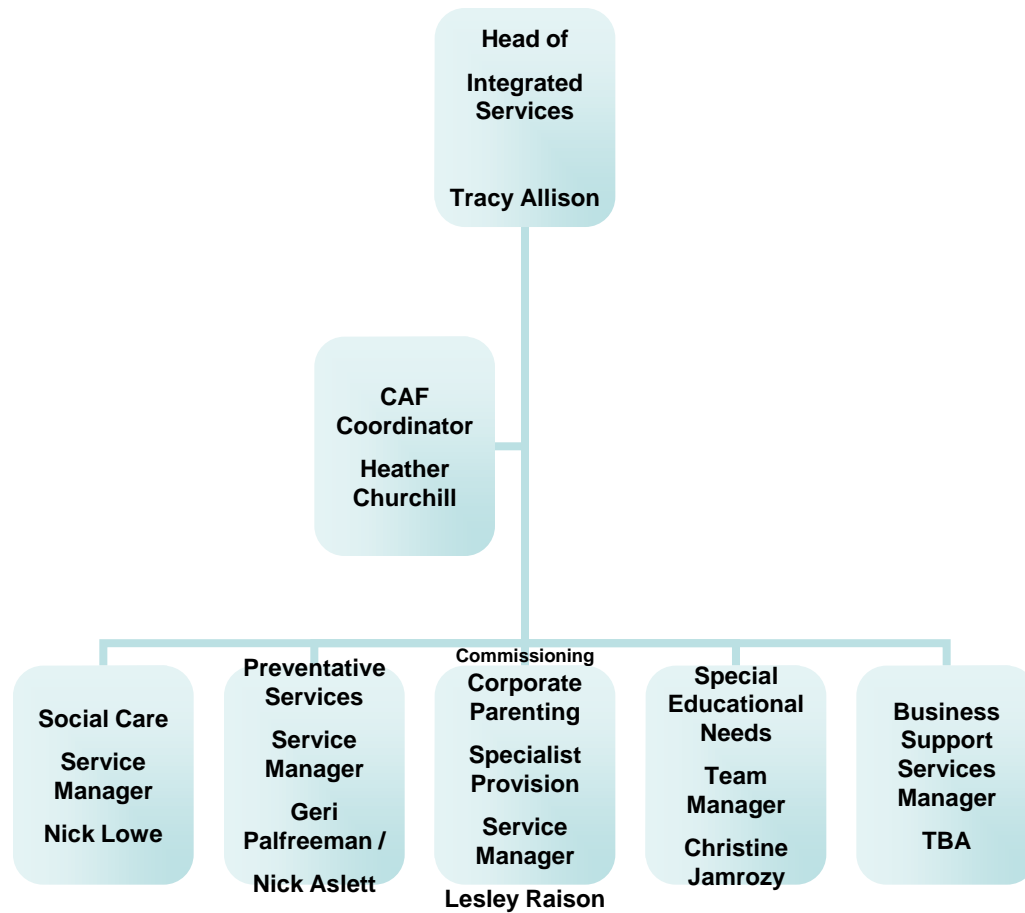 Head of
Integrated
Services
Tracy Allison
CAF
Coordinator
Heather
Churchill
Social Care
Service
Manager
Nick Lowe
Preventative
Services
Service
Manager
Geri
Palfreeman /
Nick Aslett
Commissioning
Corporate
Parenting
Specialist
Provision
Service
Manager
Lesley Raison
Special
Educational
Needs
Team
Manager
Christine
Jamrozy
Business
Support
Services
Manager
TBA